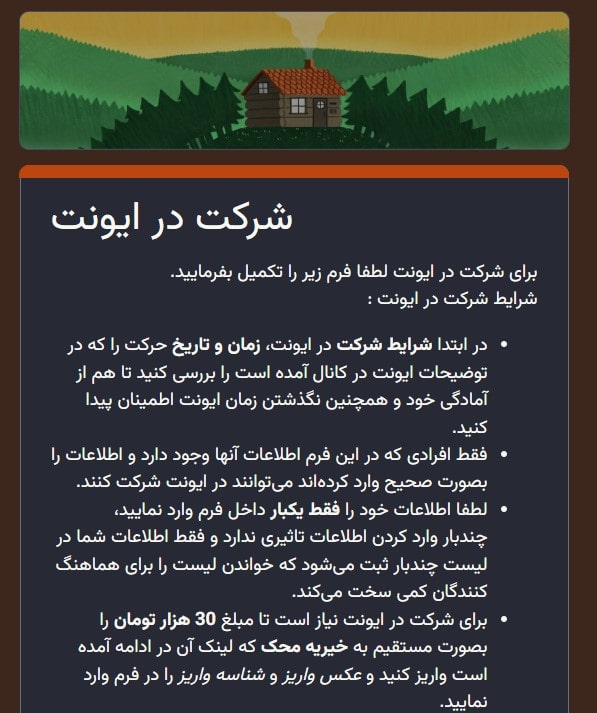 شرکت در ایونت
برای شرکت در ایونت لطفا فرم زیر را تکمیل بفرمایید.
شرایط شرکت در ایونت :
• در ابتدا شرایط شرکت در ایونت، زمان و تاریخ حرکت را که در
توضیحات ایونت در کانال آمده است را بررسی کنید تا هم از
آمادگی خود و همچنین نگذشتن زمان ایونت اطمینان پیدا
کنید.
• فقط افرادی که در این فرم اطلاعات آنها وجود دارد و اطلاعات را
بصورت صحیح وارد کرده‌اند می‌توانند در ایونت شرکت کنند.
• لطفا اطلاعات خود را فقط یکبار داخل فرم وارد نمایید،
چندبار وارد کردن اطلاعات تاثیری ندارد و فقط اطلاعات شما در
لیست چندبار ثبت می‌شود که خواندن لیست را برای هماهنگ
کنندگان کمی سخت می‌کند.
• برای شرکت در ایونت نیاز است تا مبلغ 30 هزار تومان را
بصورت مستقیم به خیریه محک که لینک آن در ادامه آمده
است واریز کنید و عکس واریز و شناسه واریز را در فرم وارد
نمایید.